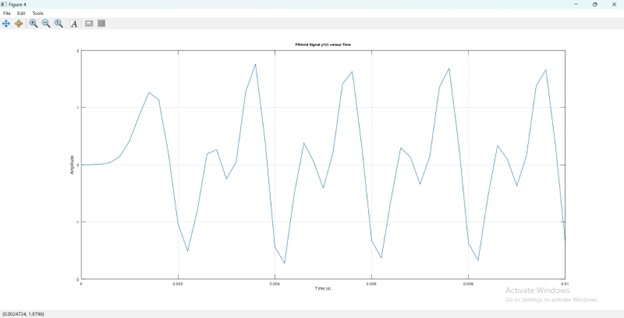 Figure 4
File Edit Tools
Filtered Signal y(t) versus Time
2
1
0
-1
-2
Amplitude
0 0.002 0.004 0.006 0.008 0.01
Time (s)
Activate Windows
Go to Settings to activate Windows.
(0.0024724, 1.9796)